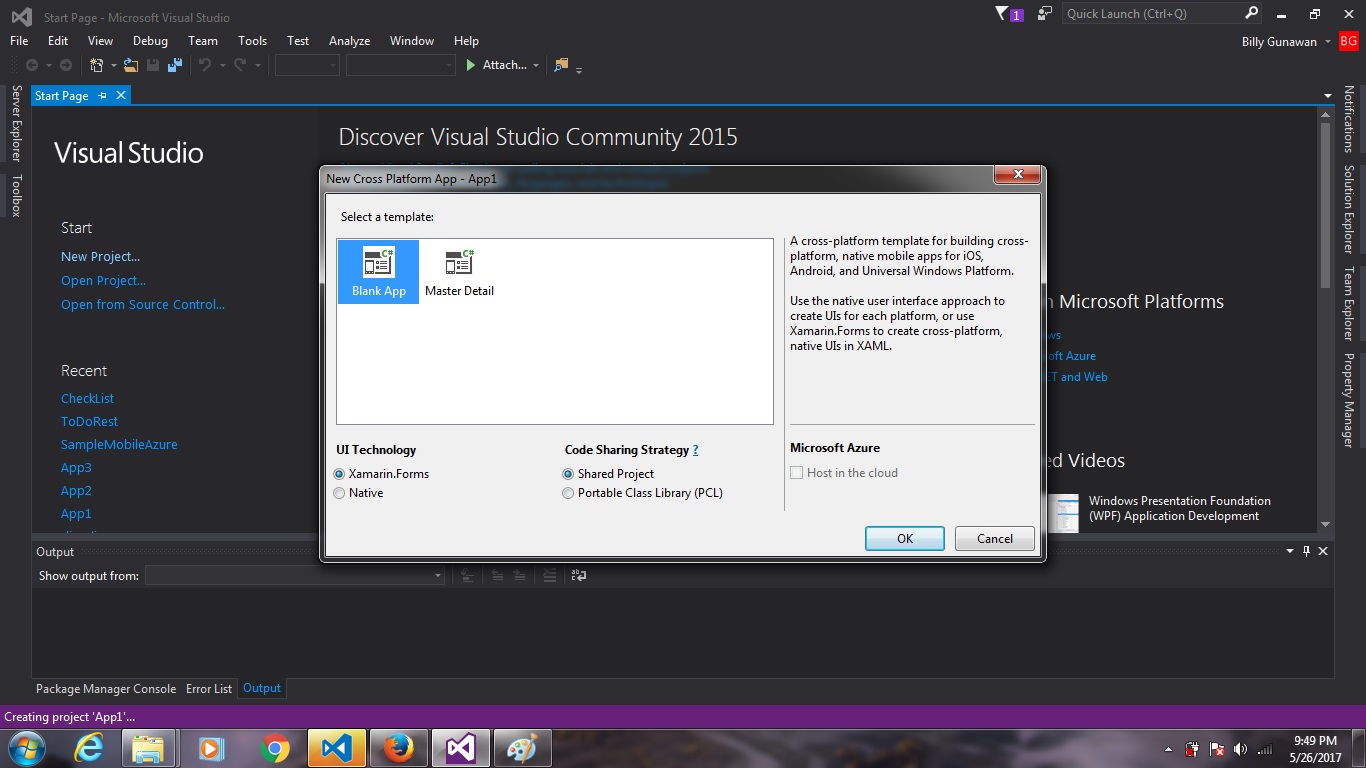 Start Page - Microsoft Visual Studio
1
Quick Launch (Ctrl+Q)
File Edit View Debug Team Tools Test Analyze Window Help
Billy Gunawan
BG
Attach...
Server Explorer
Toolbox
Start Page
Notifications
Solution Explorer
Team Explorer
Property Manager
Visual Studio
Discover Visual Studio Community 2015
Start
New Project...
Open Project...
Open from Source Control...
Recent
CheckList
ToDoRest
SampleMobileAzure
App3
App2
App1
New Cross Platform App - App1
Select a template:
C#
Blank App
C#
Master Detail
A cross-platform template for building cross-
platform, native mobile apps for iOS,
Android, and Universal Windows Platform.
Use the native user interface approach to
create UIs for each platform, or use
Xamarin.Forms to create cross-platform,
native UIs in XAML.
UI Technology
Xamarin.Forms
Native
Code Sharing Strategy ?
Shared Project
Portable Class Library (PCL)
Microsoft Azure
Host in the cloud
OK
Cancel
n Microsoft Platforms
ws
oft Azure
ET and Web
ed Videos
Windows Presentation Foundation
(WPF) Application Development
Output
Show output from:
Package Manager Console Error List Output
Creating project 'App1'...
9:49 PM
5/26/2017